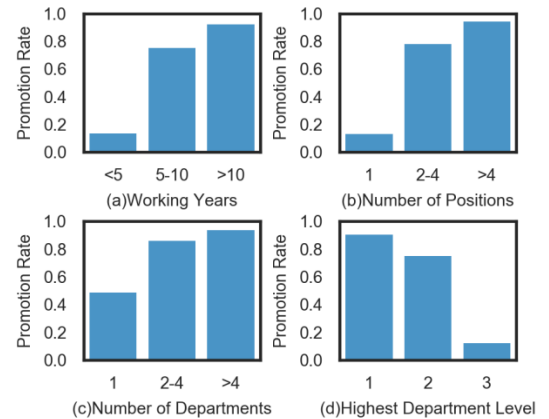 Promotion Rate
1.0
0.8
0.6
0.4
0.2
0.0
<5 5-10 >10
(a)Working Years
Promotion Rate
1.0
0.8
0.6
0.4
0.2
0.0
1 2-4 >4
(b)Number of Positions
Promotion Rate
1.0
0.8
0.6
0.4
0.2
0.0
1 2-4 >4
(c)Number of Departments
Promotion Rate
1.0
0.8
0.6
0.4
0.2
0.0
1 2 3
(d)Highest Department Level